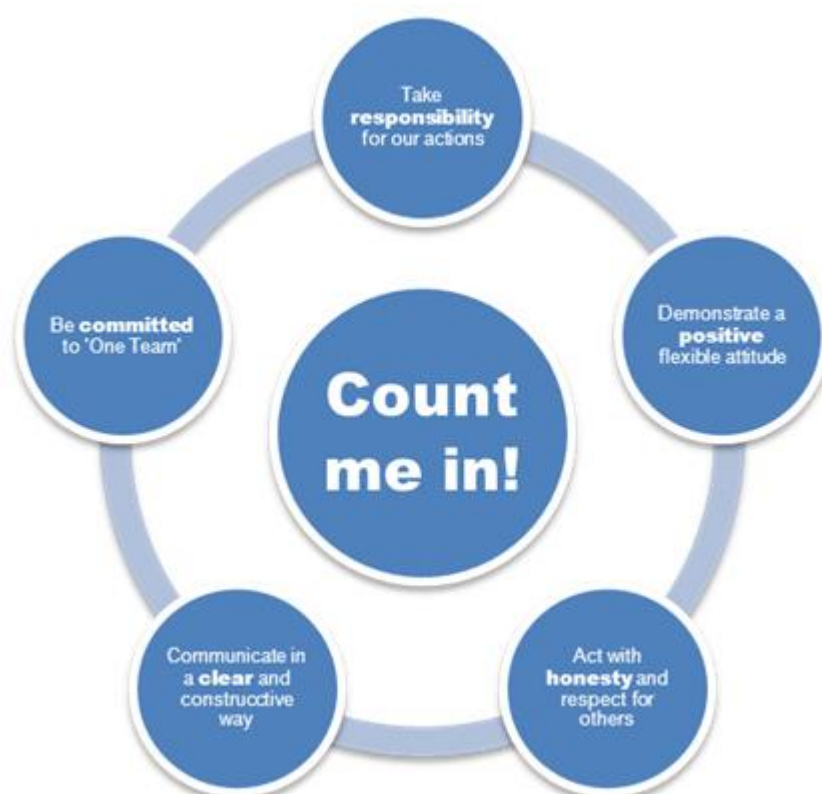 Take
responsibility
for our actions
Be committed
to 'One Team'
Demonstrate a
positive
flexible attitude
Count
me in!
Communicate in
a clear and
construcctive
way
Act with
honesty and
respect for
others